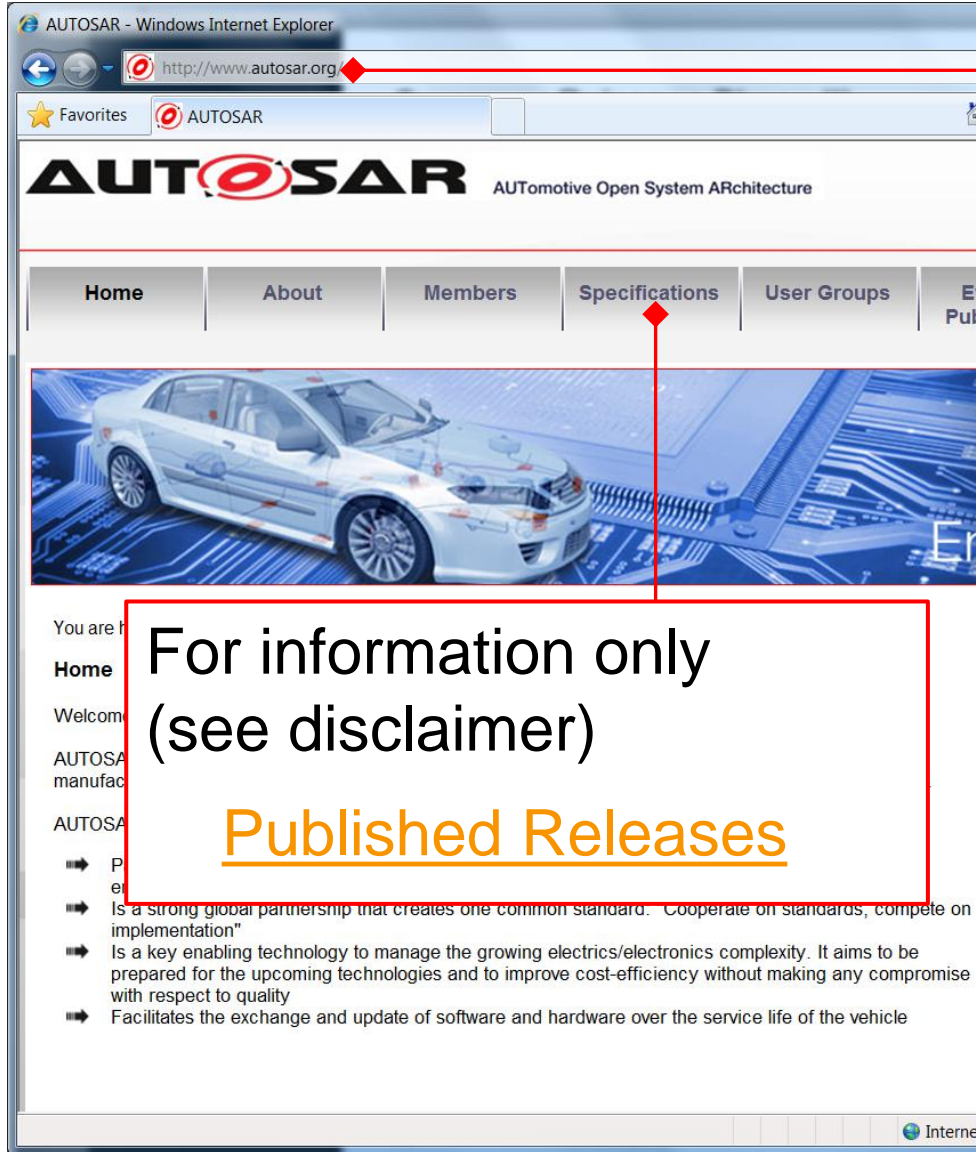 AUTOSAR - Windows Internet Explorer
http://www.autosar.org/
Favorites
AUTOSAR
AUTOSAR
AUTomotive Open System ARchitecture
Home
About
Members
Specifications
User Groups
You are
Home
For information only
(see disclaimer)
Published Releases
Is a strong global partnership that creates one common standard: "Cooperate on standards, compete on
implementation"
Is a key enabling technology to manage the growing electrics/electronics complexity. It aims to be
prepared for the upcoming technologies and to improve cost-efficiency without making any compromise
with respect to quality
Facilitates the exchange and update of software and hardware over the service life of the vehicle